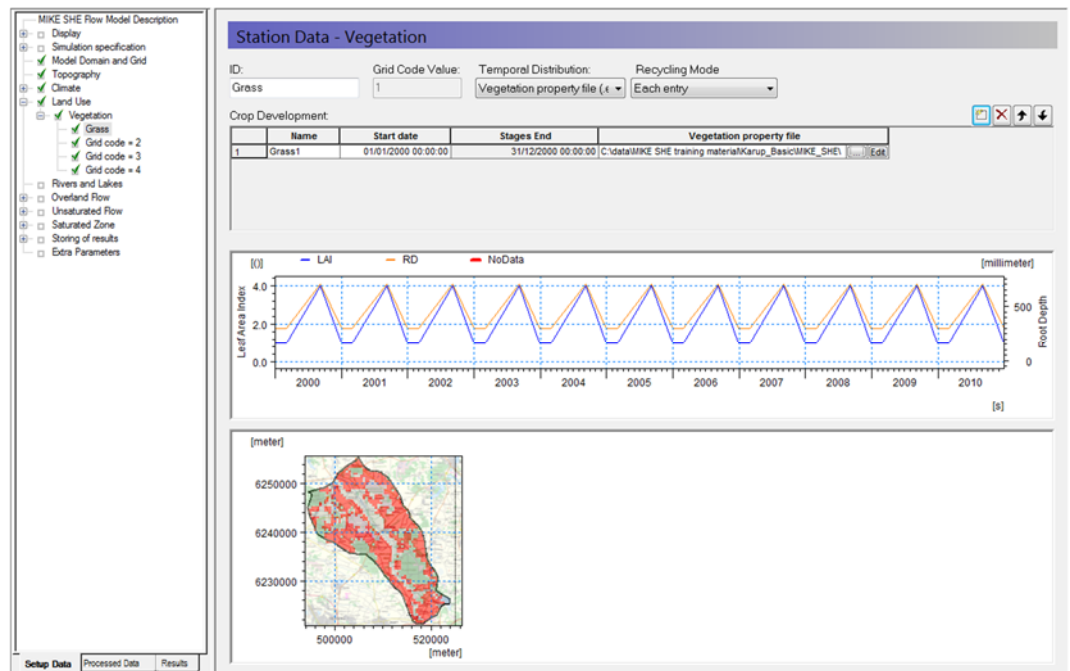 MIKE SHE Flow Model Description
Display
Simulation specification
Model Domain and Grid
Topography
Climate
Land Use
Vegetation
Grass
Grid code = 2
Grid code = 3
Grid code = 4
Rivers and Lakes
Overland Flow
Unsaturated Flow
Saturated Zone
Storing of results
Extra Parameters
Setup Data Processed Data Results
Station Data - Vegetation
ID: Grid Code Value: Temporal Distribution: Recycling Mode
Grass 1 Vegetation property file (.e Each entry
Crop Development:
Name Start date Stages End Vegetation property file
1 Grass1 01/01/2000 00:00:00 31/12/2000 00:00:00 C:\data\MIKE SHE training material\Karup_Basic\MIKE_SHE\ ... Edit
[()] LAI RD NoData [millimeter]
Leaf Area Index
4.0
2.0
0.0
500
0
Root Depth
2000 2001 2002 2003 2004 2005 2006 2007 2008 2009 2010
[s]
[meter]
6250000
6240000
6230000
500000 520000
[meter]